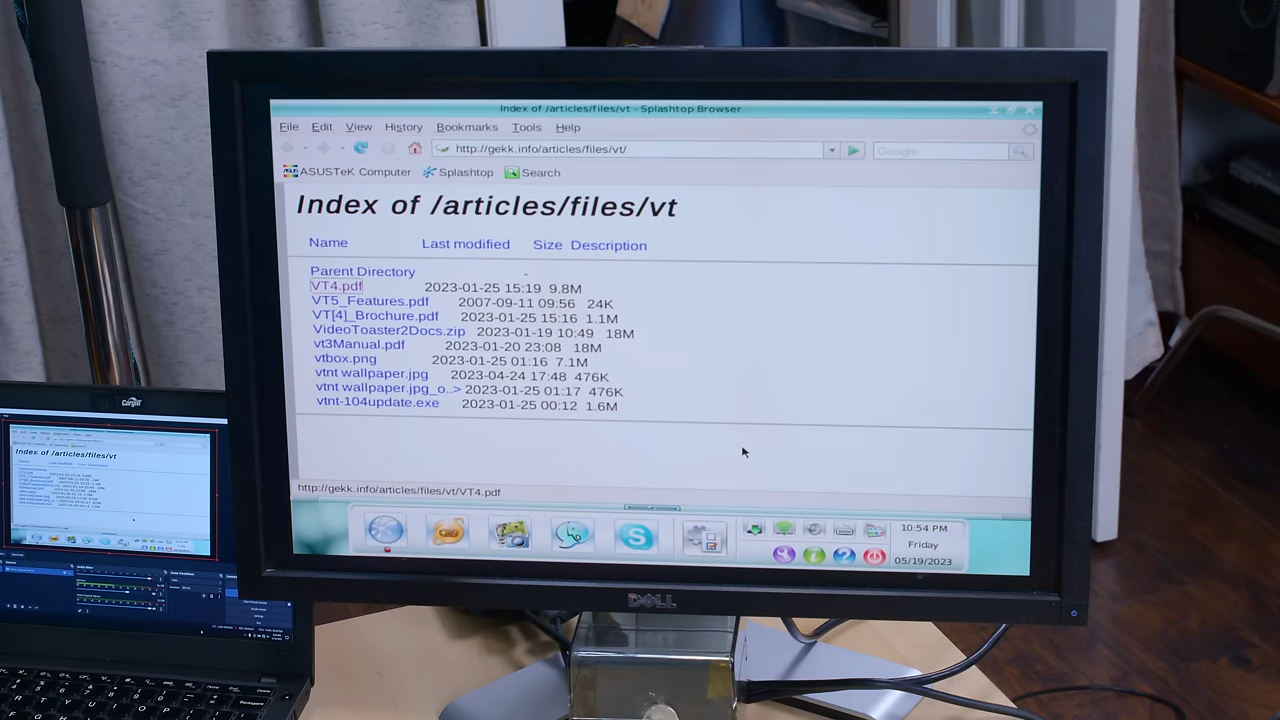 Index of /articles/files/vt - Splashtop Browser
File Edit View History Bookmarks Tools Help
http://gekk.info/articles/files/vt/
Google
ASUSTeK Computer Splashtop Search
Index of /articles/files/vt
Name Last modified Size Description
Parent Directory -
VT4.pdf 2023-01-25 15:19 9.8M
VT5_Features.pdf 2007-09-11 09:56 24K
VT[4]_Brochure.pdf 2023-01-25 15:16 1.1M
VideoToaster2Docs.zip 2023-01-19 10:49 18M
vt3Manual.pdf 2023-01-20 23:08 18M
vtbox.png 2023-01-25 01:16 7.1M
vtnt wallpaper.jpg 2023-04-24 17:48 476K
vtnt wallpaper.jpg_o..> 2023-01-25 01:17 476K
vtnt-104update.exe 2023-01-25 00:12 1.6M
http://gekk.info/articles/files/vt/VT4.pdf
10:54 PM
Friday
05/19/2023
DELL
Cargill
Index of /articles/files/vt